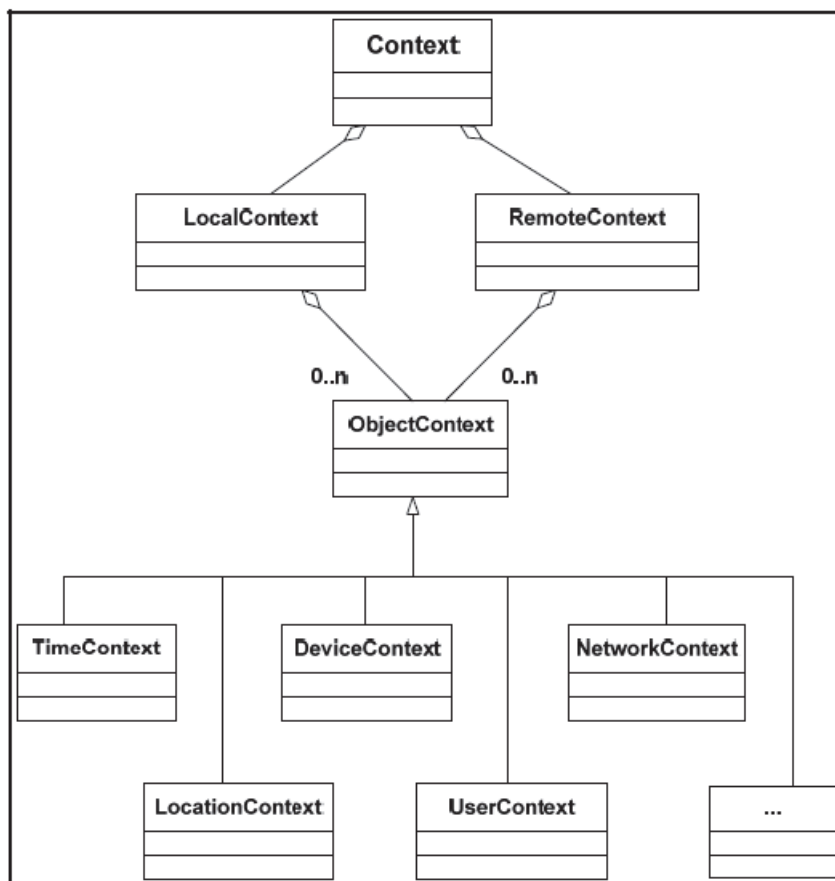 Context
LocalContext
RemoteContext
0..n
0..n
ObjectContext
TimeContext
DeviceContext
NetworkContext
LocationContext
UserContext
...